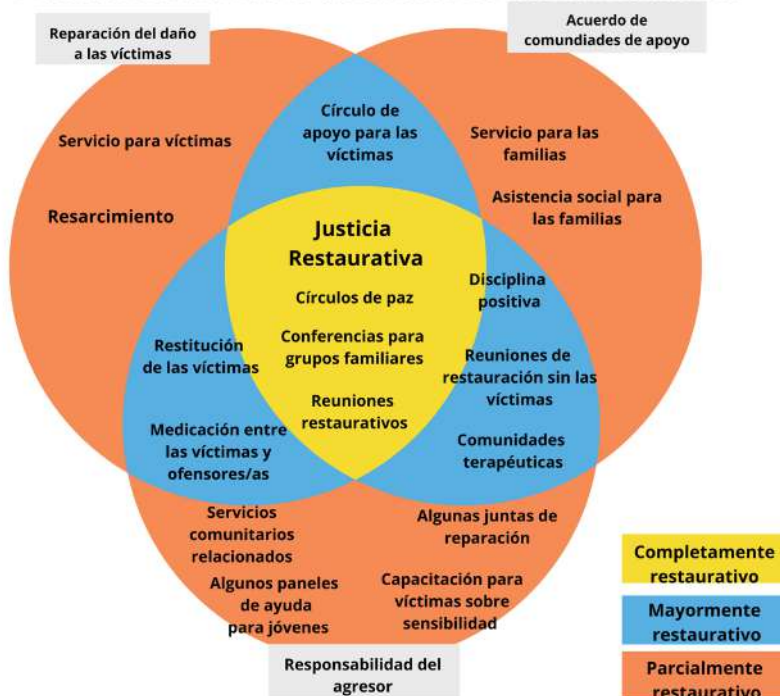 Reparación del daño
a las víctimas
Acuerdo de
comundiades de apoyo
Círculo de
apoyo para las
víctimas
Servicio para víctimas
Resarcimiento
Servicio para las
familias
Asistencia social para
las familias
Justicia
Restaurativa
Círculos de paz
Conferencias para
grupos familiares
Reuniones
restaurativos
Disciplina
positiva
Reuniones de
restauración sin las
víctimas
Comunidades
terapéuticas
Restitución
de las víctimas
Medicación entre
las víctimas y
ofensores/as
Servicios
comunitarios
relacionados
Algunos paneles
de ayuda
para jóvenes
Algunas juntas de
reparación
Capacitación para
víctimas sobre
sensibilidad
Responsabilidad del
agresor
Completamente
restaurativo
Mayormente
restaurativo
Parcialmente
restaurativo